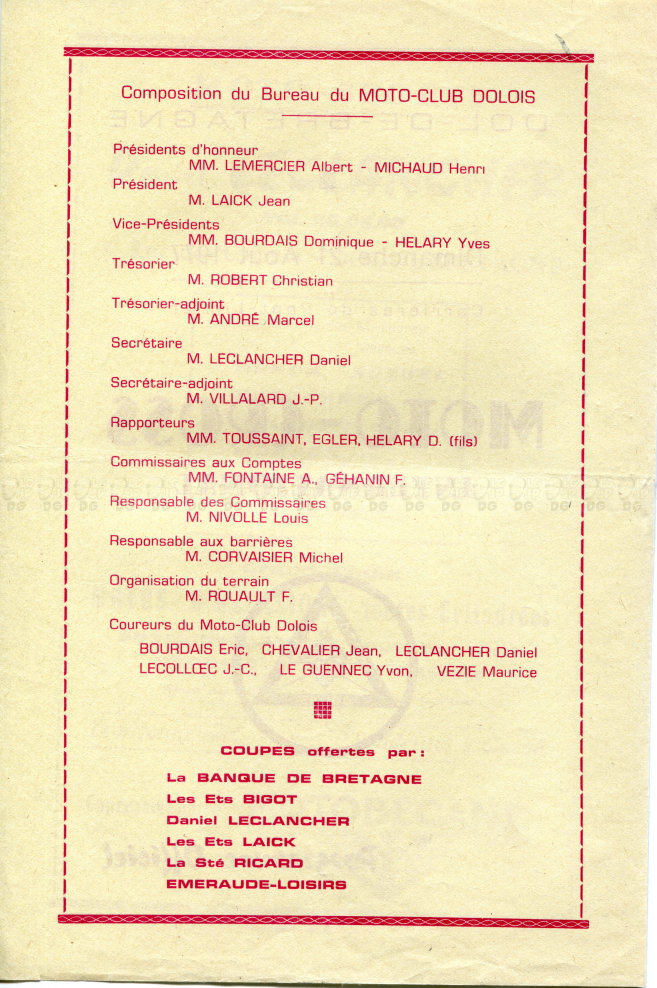 Composition du Bureau du MOTO-CLUB DOLOIS
Présidents d'honneur
MM. LEMERCIER Albert - MICHAUD Henri
Président
M. LAICK Jean
Vice-Présidents
MM. BOURDAIS Dominique - HELARY Yves
Trésorier
M. ROBERT Christian
Trésorier-adjoint
M. ANDRÉ Marcel
Secrétaire
M. LECLANCHER Daniel
Secrétaire-adjoint
M. VILLALARD J.-P.
Rapporteurs
MM. TOUSSAINT, EGLER, HELARY D. (fils)
Commissaires aux Comptes
MM. FONTAINE A., GÉHANIN F.
Responsable des Commissaires
M. NIVOLLE Louis
Responsable aux barrières
M. CORVAISIER Michel
Organisation du terrain
M. ROUAULT F.
Coureurs du Moto-Club Dolois
BOURDAIS Eric, CHEVALIER Jean, LECLANCHER Daniel
LECOLLŒC J.-C., LE GUENNEC Yvon, VEZIE Maurice
COUPES offertes par :
La BANQUE DE BRETAGNE
Les Ets BIGOT
Daniel LECLANCHER
Les Ets LAICK
La Sté RICARD
EMERAUDE-LOISIRS